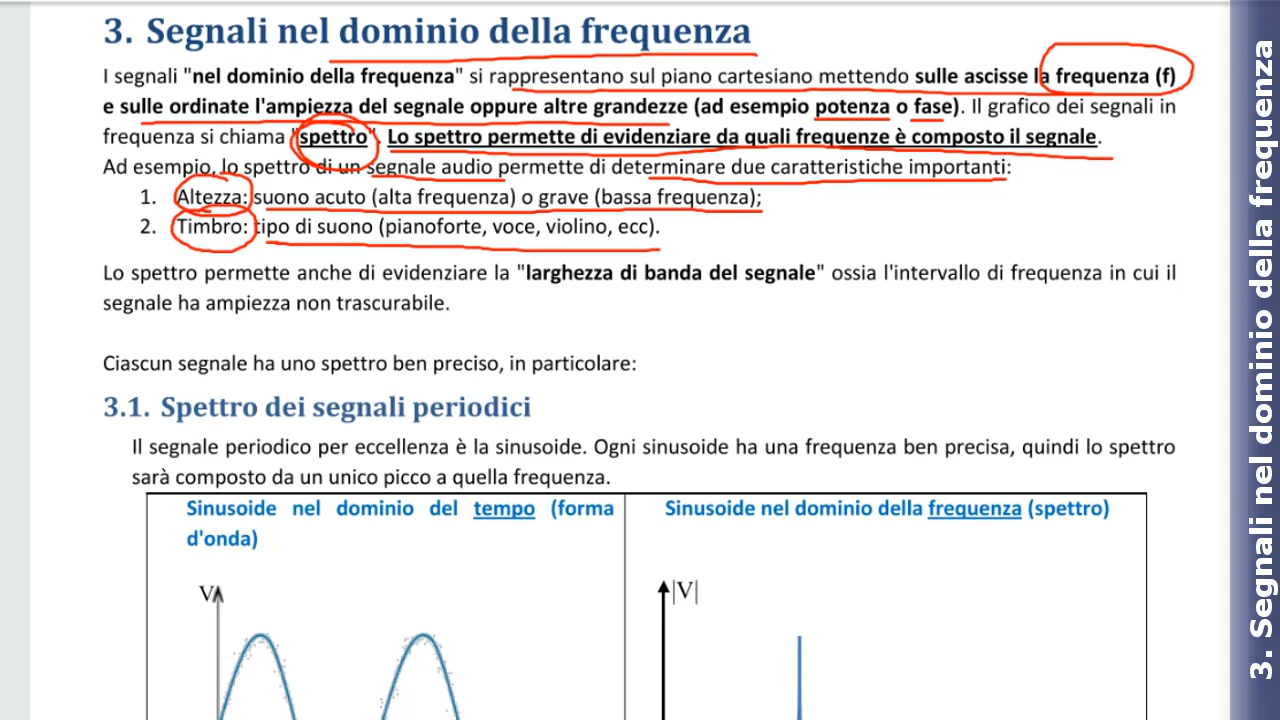 3. Segnali nel dominio della frequenza
I segnali "nel dominio della frequenza" si rappresentano sul piano cartesiano mettendo sulle ascisse la frequenza (f)
e sulle ordinate l'ampiezza del segnale oppure altre grandezze (ad esempio potenza o fase). Il grafico dei segnali in
frequenza si chiama "spettro". Lo spettro permette di evidenziare da quali frequenze è composto il segnale.
Ad esempio, lo spettro di un segnale audio permette di determinare due caratteristiche importanti:
1. Altezza: suono acuto (alta frequenza) o grave (bassa frequenza);
2. Timbro: tipo di suono (pianoforte, voce, violino, ecc).
Lo spettro permette anche di evidenziare la "larghezza di banda del segnale" ossia l'intervallo di frequenza in cui il
segnale ha ampiezza non trascurabile.
Ciascun segnale ha uno spettro ben preciso, in particolare:
3.1. Spettro dei segnali periodici
Il segnale periodico per eccellenza è la sinusoide. Ogni sinusoide ha una frequenza ben precisa, quindi lo spettro
sarà composto da un unico picco a quella frequenza.
Sinusoide nel dominio del tempo (forma
d'onda)
V
Sinusoide nel dominio della frequenza (spettro)
|V|
3. Segnali nel dominio della frequenza